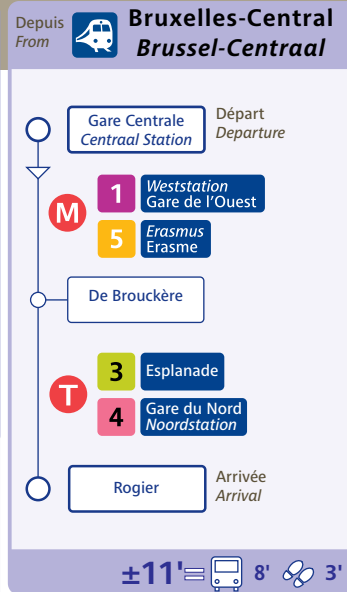 Depuis
From
Bruxelles-Central
Brussel-Centraal
Gare Centrale
Centraal Station
Départ
Departure
M
1
Weststation
Gare de l'Ouest
5
Erasmus
Erasme
De Brouckère
T
3
Esplanade
4
Gare du Nord
Noordstation
Rogier
Arrivée
Arrival
±11'= 8' 3'